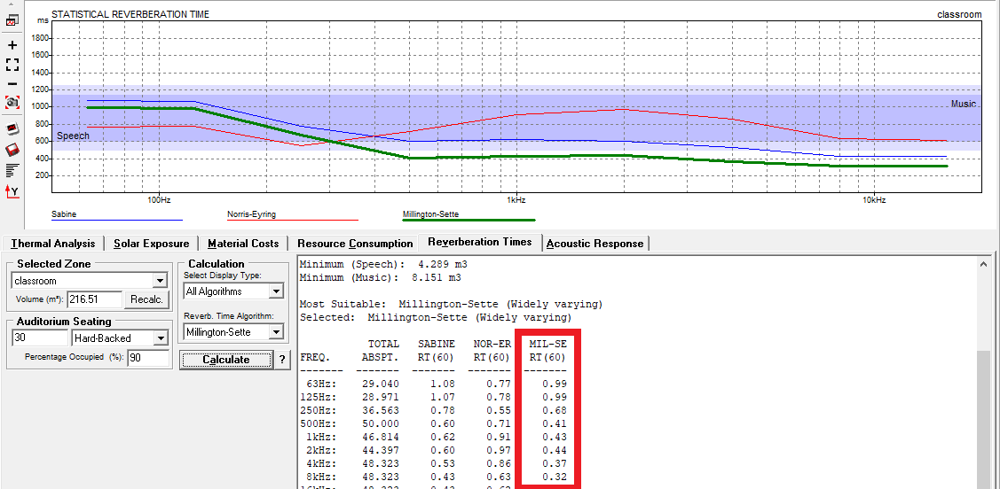 STATISTICAL REVERBERATION TIME
classroom
ms
1800
1600
1400
1200
1000
800
600
400
200
Music
Speech
100Hz
1kHz
10kHz
Sabine
Norris-Eyring
Millington-Sette
Y
Thermal Analysis
Solar Exposure
Material Costs
Resource Consumption
Reverberation Times
Acoustic Response
Selected Zone
classroom
Volume (m³):
216.51
Recalc.
Auditorium Seating
30
Hard-Backed
Percentage Occupied (%):
90
Calculation
Select Display Type:
All Algorithms
Reverb. Time Algorithm:
Millington-Sette
Calculate
?
Minimum (Speech): 4.289 m3
Minimum (Music): 8.151 m3
Most Suitable: Millington-Sette (Widely varying)
Selected: Millington-Sette (Widely varying)
TOTAL SABINE NOR-ER MIL-SE
FREQ. ABSPT. RT(60) RT(60) RT(60)
------- ------- ------- ------- -------
63Hz: 29.040 1.08 0.77 0.99
125Hz: 28.971 1.07 0.78 0.99
250Hz: 36.563 0.78 0.55 0.68
500Hz: 50.000 0.60 0.71 0.41
1kHz: 46.814 0.62 0.91 0.43
2kHz: 44.397 0.60 0.97 0.44
4kHz: 48.323 0.53 0.86 0.37
8kHz: 48.323 0.43 0.63 0.32